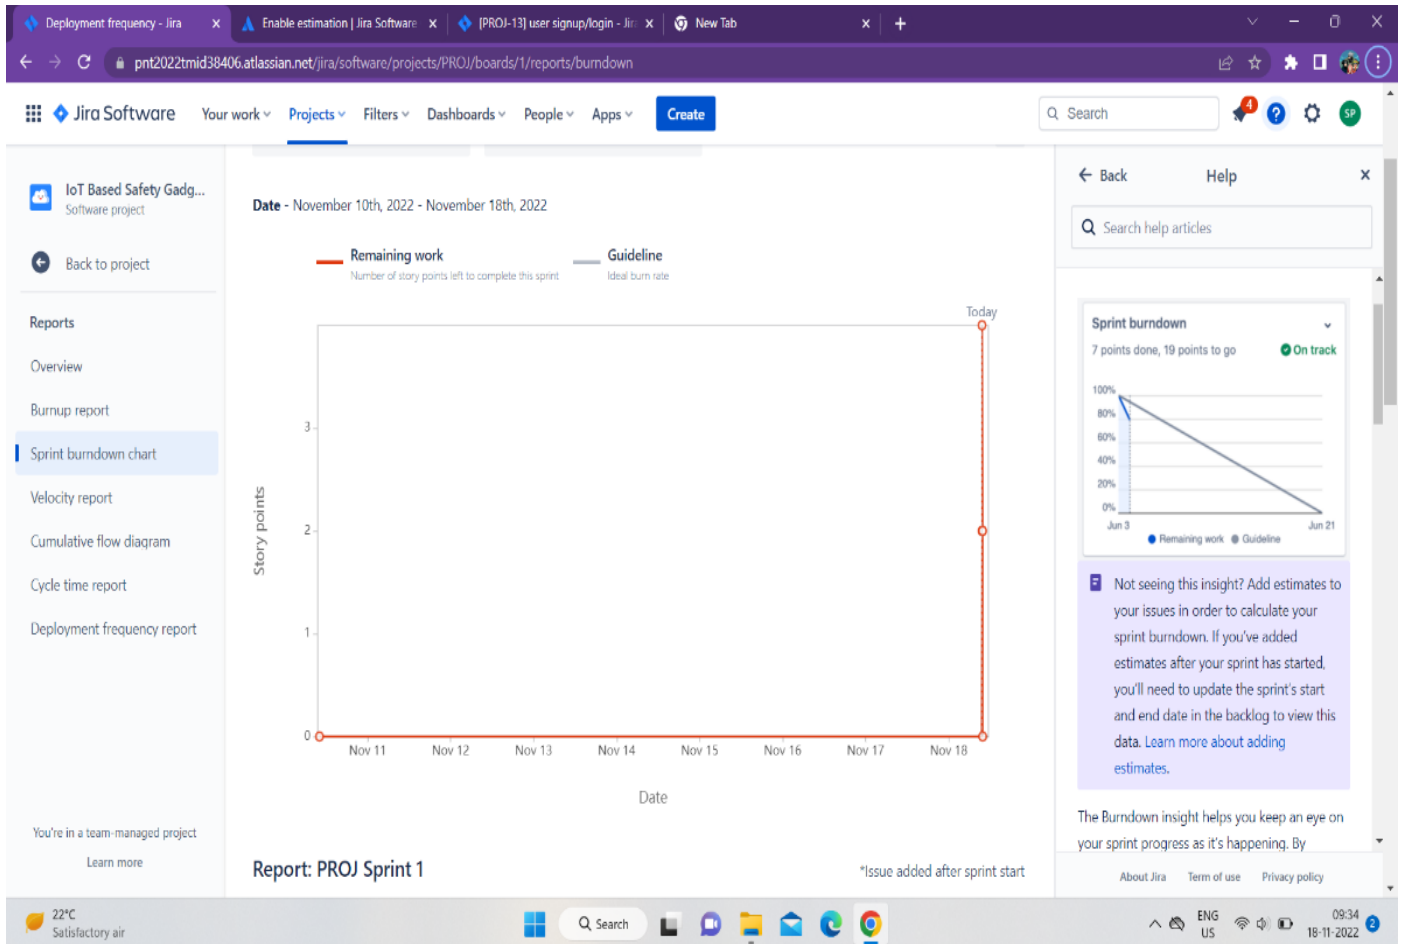 Deployment frequency - Jira
Enable estimation | Jira Software
[PROJ-13] user signup/login - Jir
New Tab
pnt2022tmid38406.atlassian.net/jira/software/projects/PROJ/boards/1/reports/burndown
Jira Software
Your work
Projects
Filters
Dashboards
People
Apps
Create
Search
4
SP
IoT Based Safety Gadg...
Software project
Back to project
Reports
Overview
Burnup report
Sprint burndown chart
Velocity report
Cumulative flow diagram
Cycle time report
Deployment frequency report
You're in a team-managed project
Learn more
Date - November 10th, 2022 - November 18th, 2022
Remaining work
Number of story points left to complete this sprint
Guideline
Ideal burn rate
Today
3
2
1
0
Story points
Nov 11 Nov 12 Nov 13 Nov 14 Nov 15 Nov 16 Nov 17 Nov 18
Date
Report: PROJ Sprint 1
*Issue added after sprint start
Back
Help
Search help articles
Sprint burndown
7 points done, 19 points to go
On track
100%
80%
60%
40%
20%
0%
Jun 3 Jun 21
Remaining work Guideline
Not seeing this insight? Add estimates to
your issues in order to calculate your
sprint burndown. If you've added
estimates after your sprint has started,
you'll need to update the sprint's start
and end date in the backlog to view this
data. Learn more about adding
estimates.
The Burndown insight helps you keep an eye on
your sprint progress as it's happening. By
About Jira Term of use Privacy policy
22°C
Satisfactory air
Search
ENG
US
09:34
18-11-2022
2